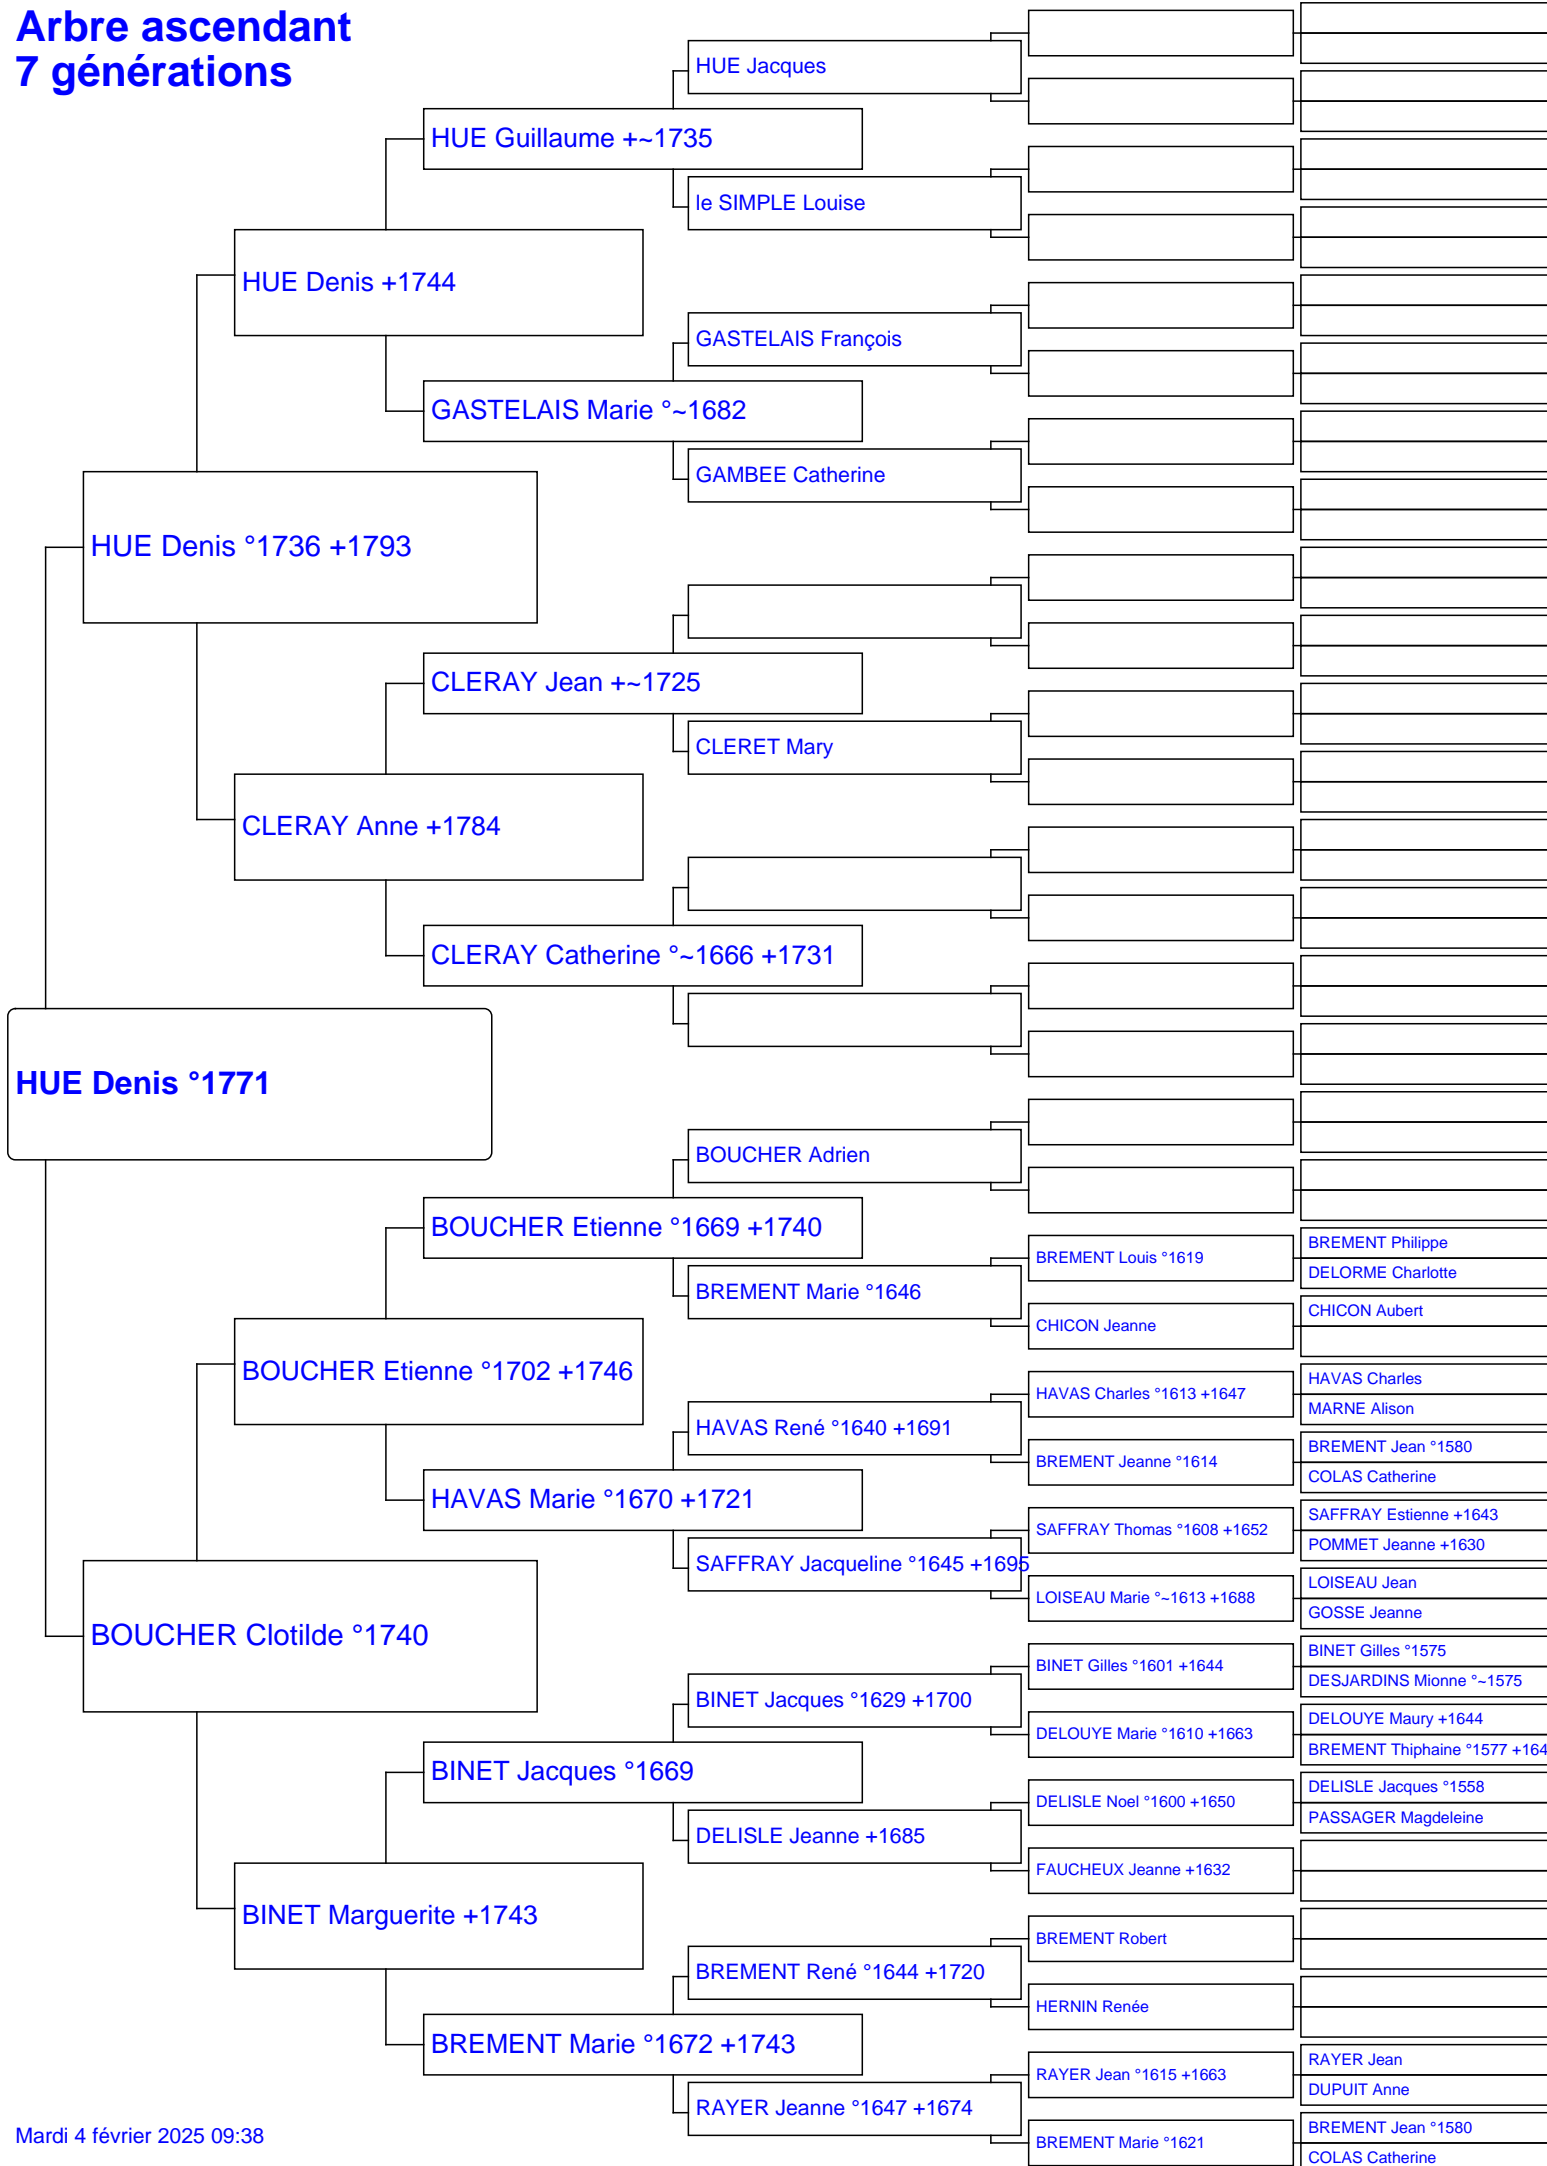 Arbre ascendant
7 générations
HUE Jacques
HUE Guillaume +~1735
le SIMPLE Louise
HUE Denis +1744
GASTELAIS François
GASTELAIS Marie °~1682
GAMBEE Catherine
HUE Denis °1736 +1793
CLERAY Jean +~1725
CLERET Mary
CLERAY Anne +1784
CLERAY Catherine °~1666 +1731
HUE Denis °1771
BOUCHER Adrien
BOUCHER Etienne °1669 +1740
BREMENT Philippe
BREMENT Louis °1619
DELORME Charlotte
BREMENT Marie °1646
CHICON Aubert
CHICON Jeanne
BOUCHER Etienne °1702 +1746
HAVAS Charles
HAVAS Charles °1613 +1647
MARNE Alison
HAVAS René °1640 +1691
BREMENT Jean °1580
BREMENT Jeanne °1614
COLAS Catherine
HAVAS Marie °1670 +1721
SAFFRAY Estienne +1643
SAFFRAY Thomas °1608 +1652
POMMET Jeanne +1630
SAFFRAY Jacqueline °1645 +1695
LOISEAU Jean
LOISEAU Marie °~1613 +1688
GOSSE Jeanne
BOUCHER Clotilde °1740
BINET Gilles °1575
BINET Gilles °1601 +1644
DESJARDINS Mionne °~1575
BINET Jacques °1629 +1700
DELOUYE Maury +1644
DELOUYE Marie °1610 +1663
BREMENT Thiphaine °1577 +164
BINET Jacques °1669
DELISLE Jacques °1558
DELISLE Noel °1600 +1650
PASSAGER Magdeleine
DELISLE Jeanne +1685
FAUCHEUX Jeanne +1632
BINET Marguerite +1743
BREMENT Robert
BREMENT René °1644 +1720
HERNIN Renée
BREMENT Marie °1672 +1743
RAYER Jean
RAYER Jean °1615 +1663
DUPUIT Anne
RAYER Jeanne °1647 +1674
BREMENT Jean °1580
BREMENT Marie °1621
COLAS Catherine
Mardi 4 février 2025 09:38